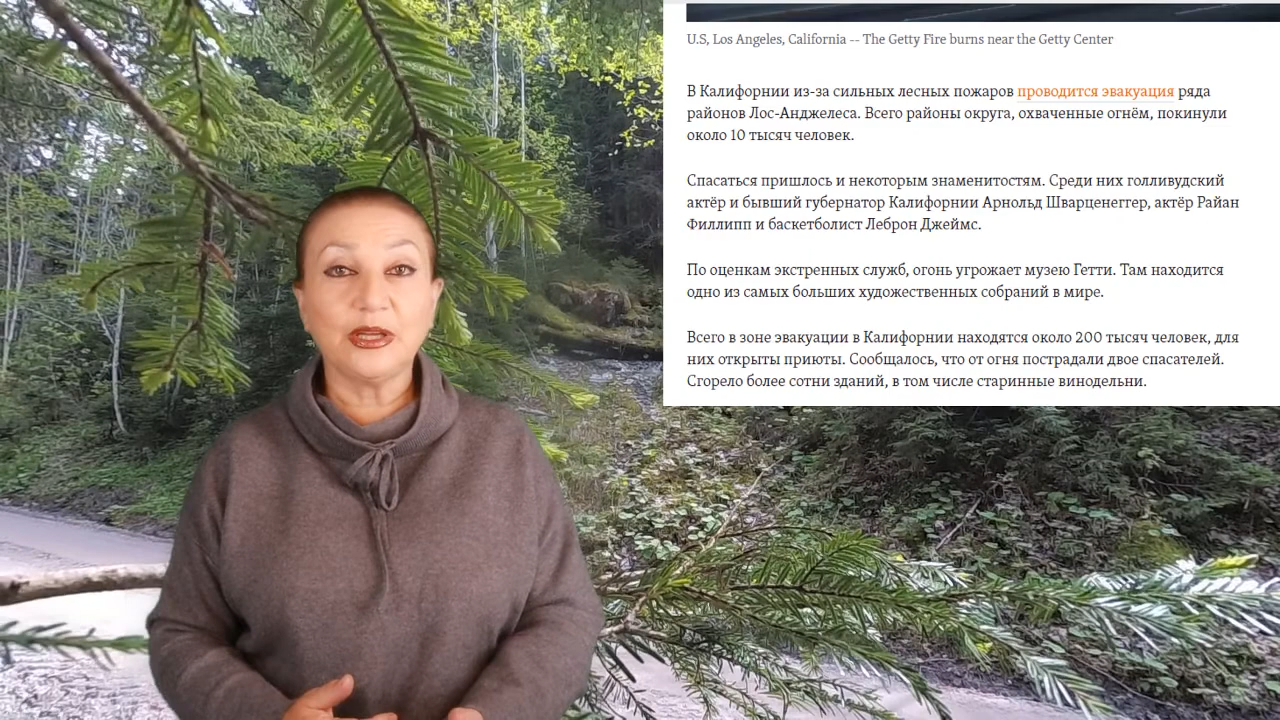 U.S, Los Angeles, California -- The Getty Fire burns near the Getty Center
В Калифорнии из-за сильных лесных пожаров проводится эвакуация ряда
районов Лос-Анджелеса. Всего районы округа, охваченные огнём, покинули
около 10 тысяч человек.
Спасаться пришлось и некоторым знаменитостям. Среди них голливудский
актёр и бывший губернатор Калифорнии Арнольд Шварценеггер, актёр Райан
Филлипп и баскетболист Леброн Джеймс.
По оценкам экстренных служб, огонь угрожает музею Гетти. Там находится
одно из самых больших художественных собраний в мире.
Всего в зоне эвакуации в Калифорнии находятся около 200 тысяч человек, для
них открыты приюты. Сообщалось, что от огня пострадали двое спасателей.
Сгорело более сотни зданий, в том числе старинные винодельни.